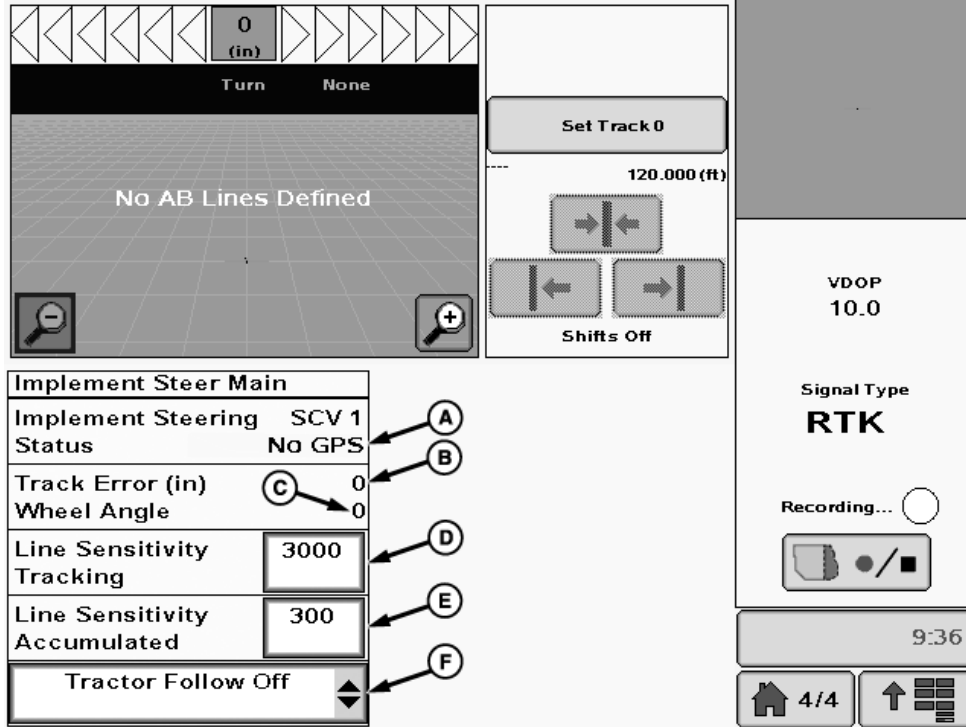 0
(in)
Turn None
No AB Lines Defined
Set Track 0
120.000 (ft)
Shifts Off
VDOP
10.0
Signal Type
RTK
Recording...
9:36
4/4
Implement Steer Main
Implement Steering SCV 1
Status No GPS
A
Track Error (in) 0
B
Wheel Angle 0
C
Line Sensitivity
Tracking
3000
D
Line Sensitivity
Accumulated
300
E
Tractor Follow Off
F